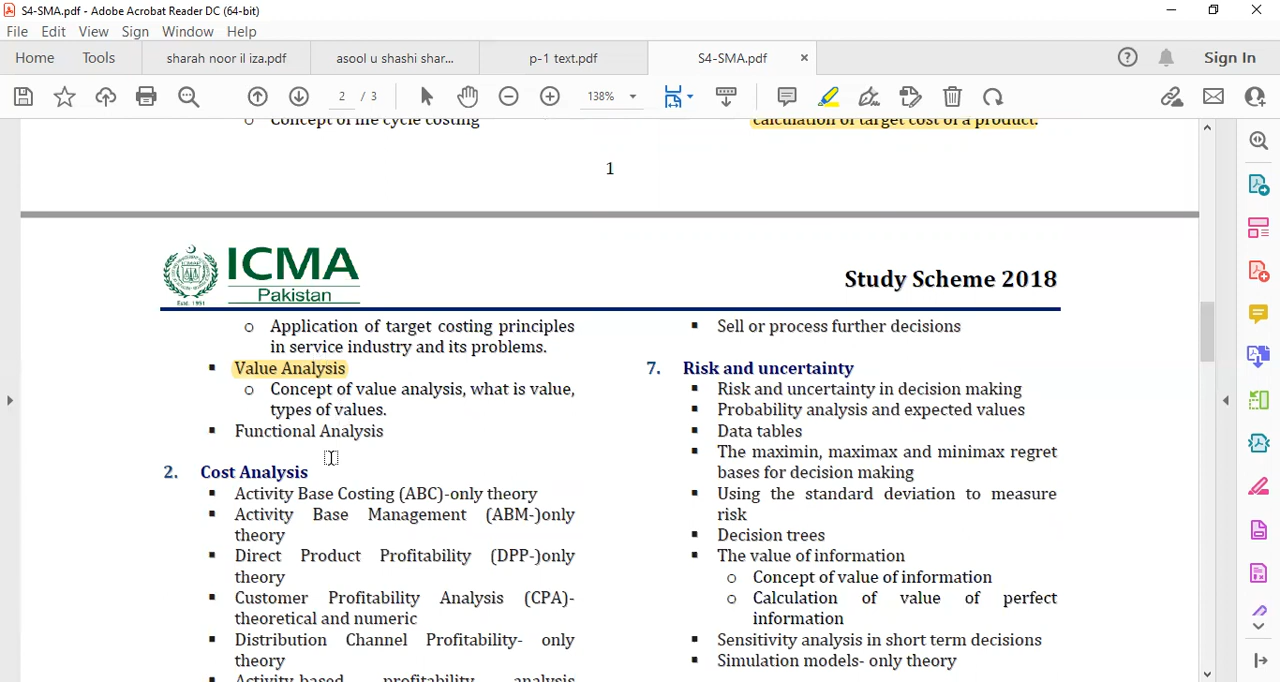 S4-SMA.pdf - Adobe Acrobat Reader DC (64-bit)
File Edit View Sign Window Help
Home Tools sharah noor il iza.pdf asool u shashi shar... p-1 text.pdf S4-SMA.pdf × Sign In
2 / 3 138%
Concept of life cycle costing
calculation of target cost of a product.
1
ICMA
Pakistan
Study Scheme 2018
Application of target costing principles
in service industry and its problems.
Value Analysis
Concept of value analysis, what is value,
types of values.
Functional Analysis
2. Cost Analysis
Activity Base Costing (ABC)-only theory
Activity Base Management (ABM-)only
theory
Direct Product Profitability (DPP-)only
theory
Customer Profitability Analysis (CPA)-
theoretical and numeric
Distribution Channel Profitability- only
theory
Activity-based profitability analysis
Sell or process further decisions
7. Risk and uncertainty
Risk and uncertainty in decision making
Probability analysis and expected values
Data tables
The maximin, maximax and minimax regret
bases for decision making
Using the standard deviation to measure
risk
Decision trees
The value of information
Concept of value of information
Calculation of value of perfect
information
Sensitivity analysis in short term decisions
Simulation models- only theory